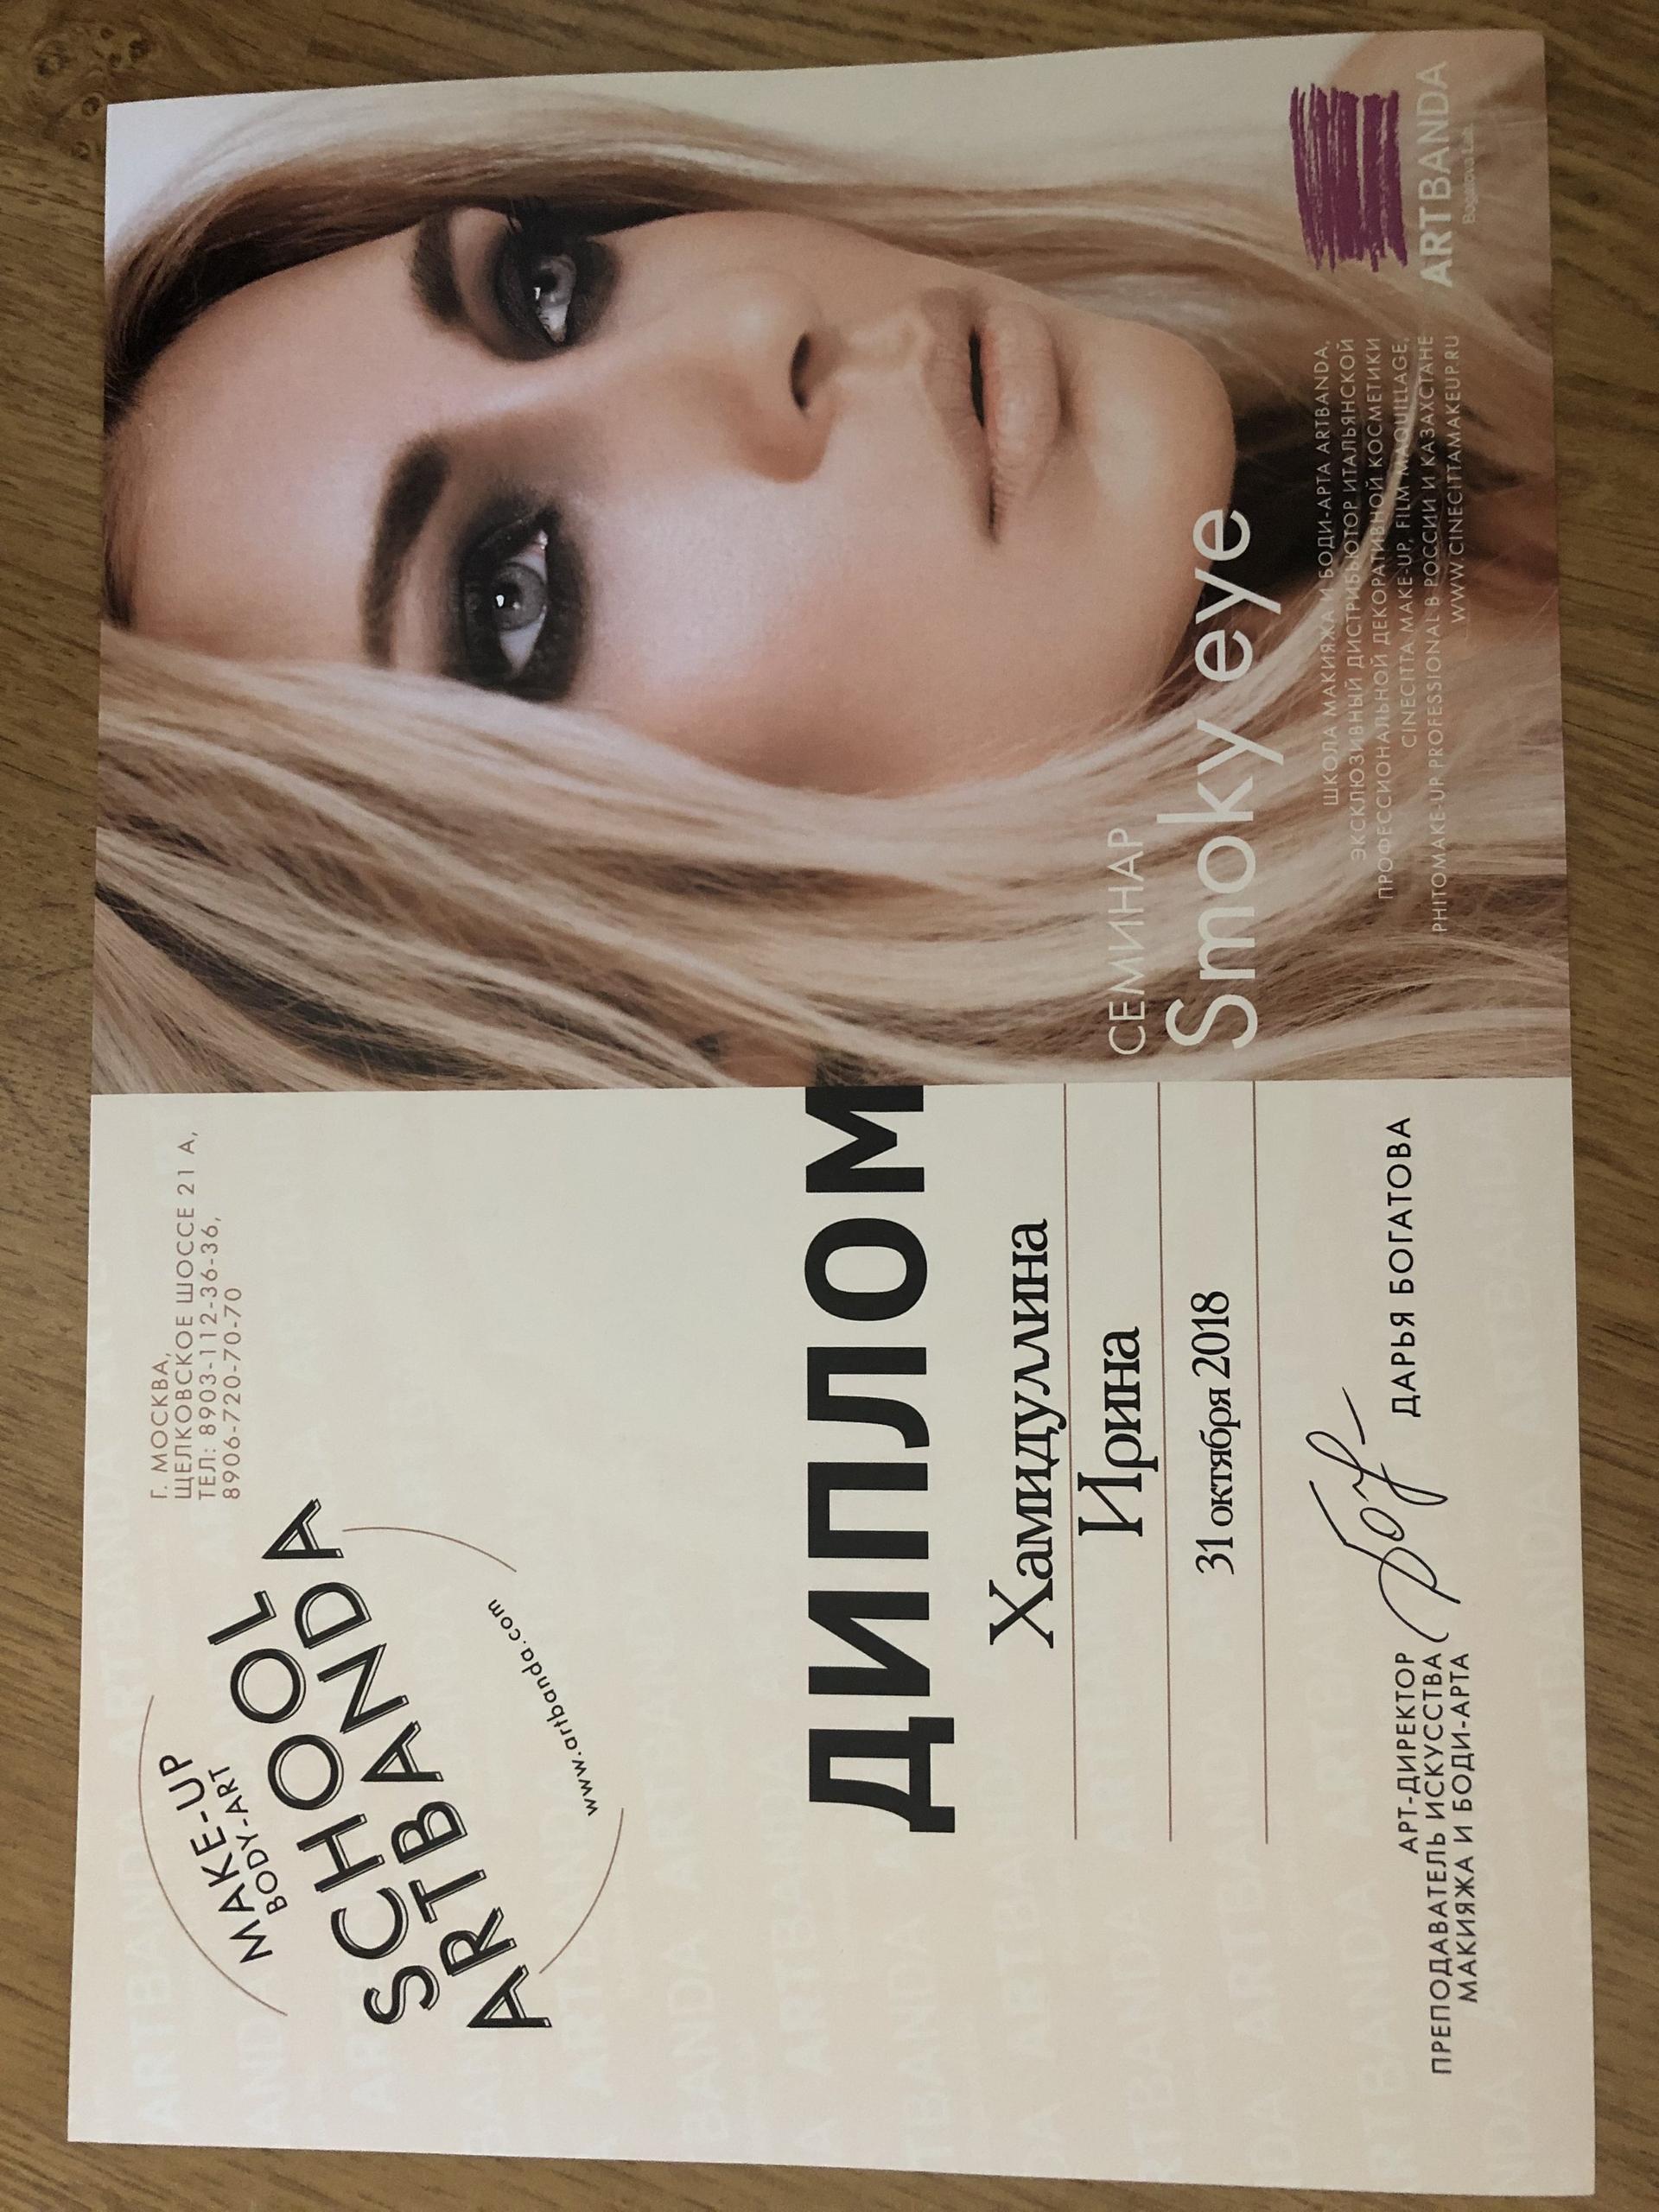 MAKE-UP
BODY-ART
SCHOOL
ARTBANDA
www.artbanda.com
Г. МОСКВА,
ЩЕЛКОВСКОЕ ШОССЕ 21 А,
ТЕЛ: 8903-112-36-36,
8906-720-70-70
ДИПЛОМ
Хамидуллина
Ирина
31 октября 2018
АРТ-ДИРЕКТОР
ПРЕПОДАВАТЕЛЬ ИСКУССТВА
МАКИЯЖА И БОДИ-АРТА
ДАРЬЯ БОГАТОВА
СЕМИНАР
Smoky eye
ШКОЛА МАКИЯЖА И БОДИ-АРТА ARTBANDA,
ЭКСКЛЮЗИВНЫЙ ДИСТРИБЬЮТОР ИТАЛЬЯНСКОЙ
ПРОФЕССИОНАЛЬНОЙ ДЕКОРАТИВНОЙ КОСМЕТИКИ
CINECITTA MAKE-UP, FILM MAQUILLAGE,
PHITOMAKE-UP PROFESSIONAL В РОССИИ И КАЗАХСТАНЕ
WWW.CINECITTAMAKEUP.RU
ARTBANDA